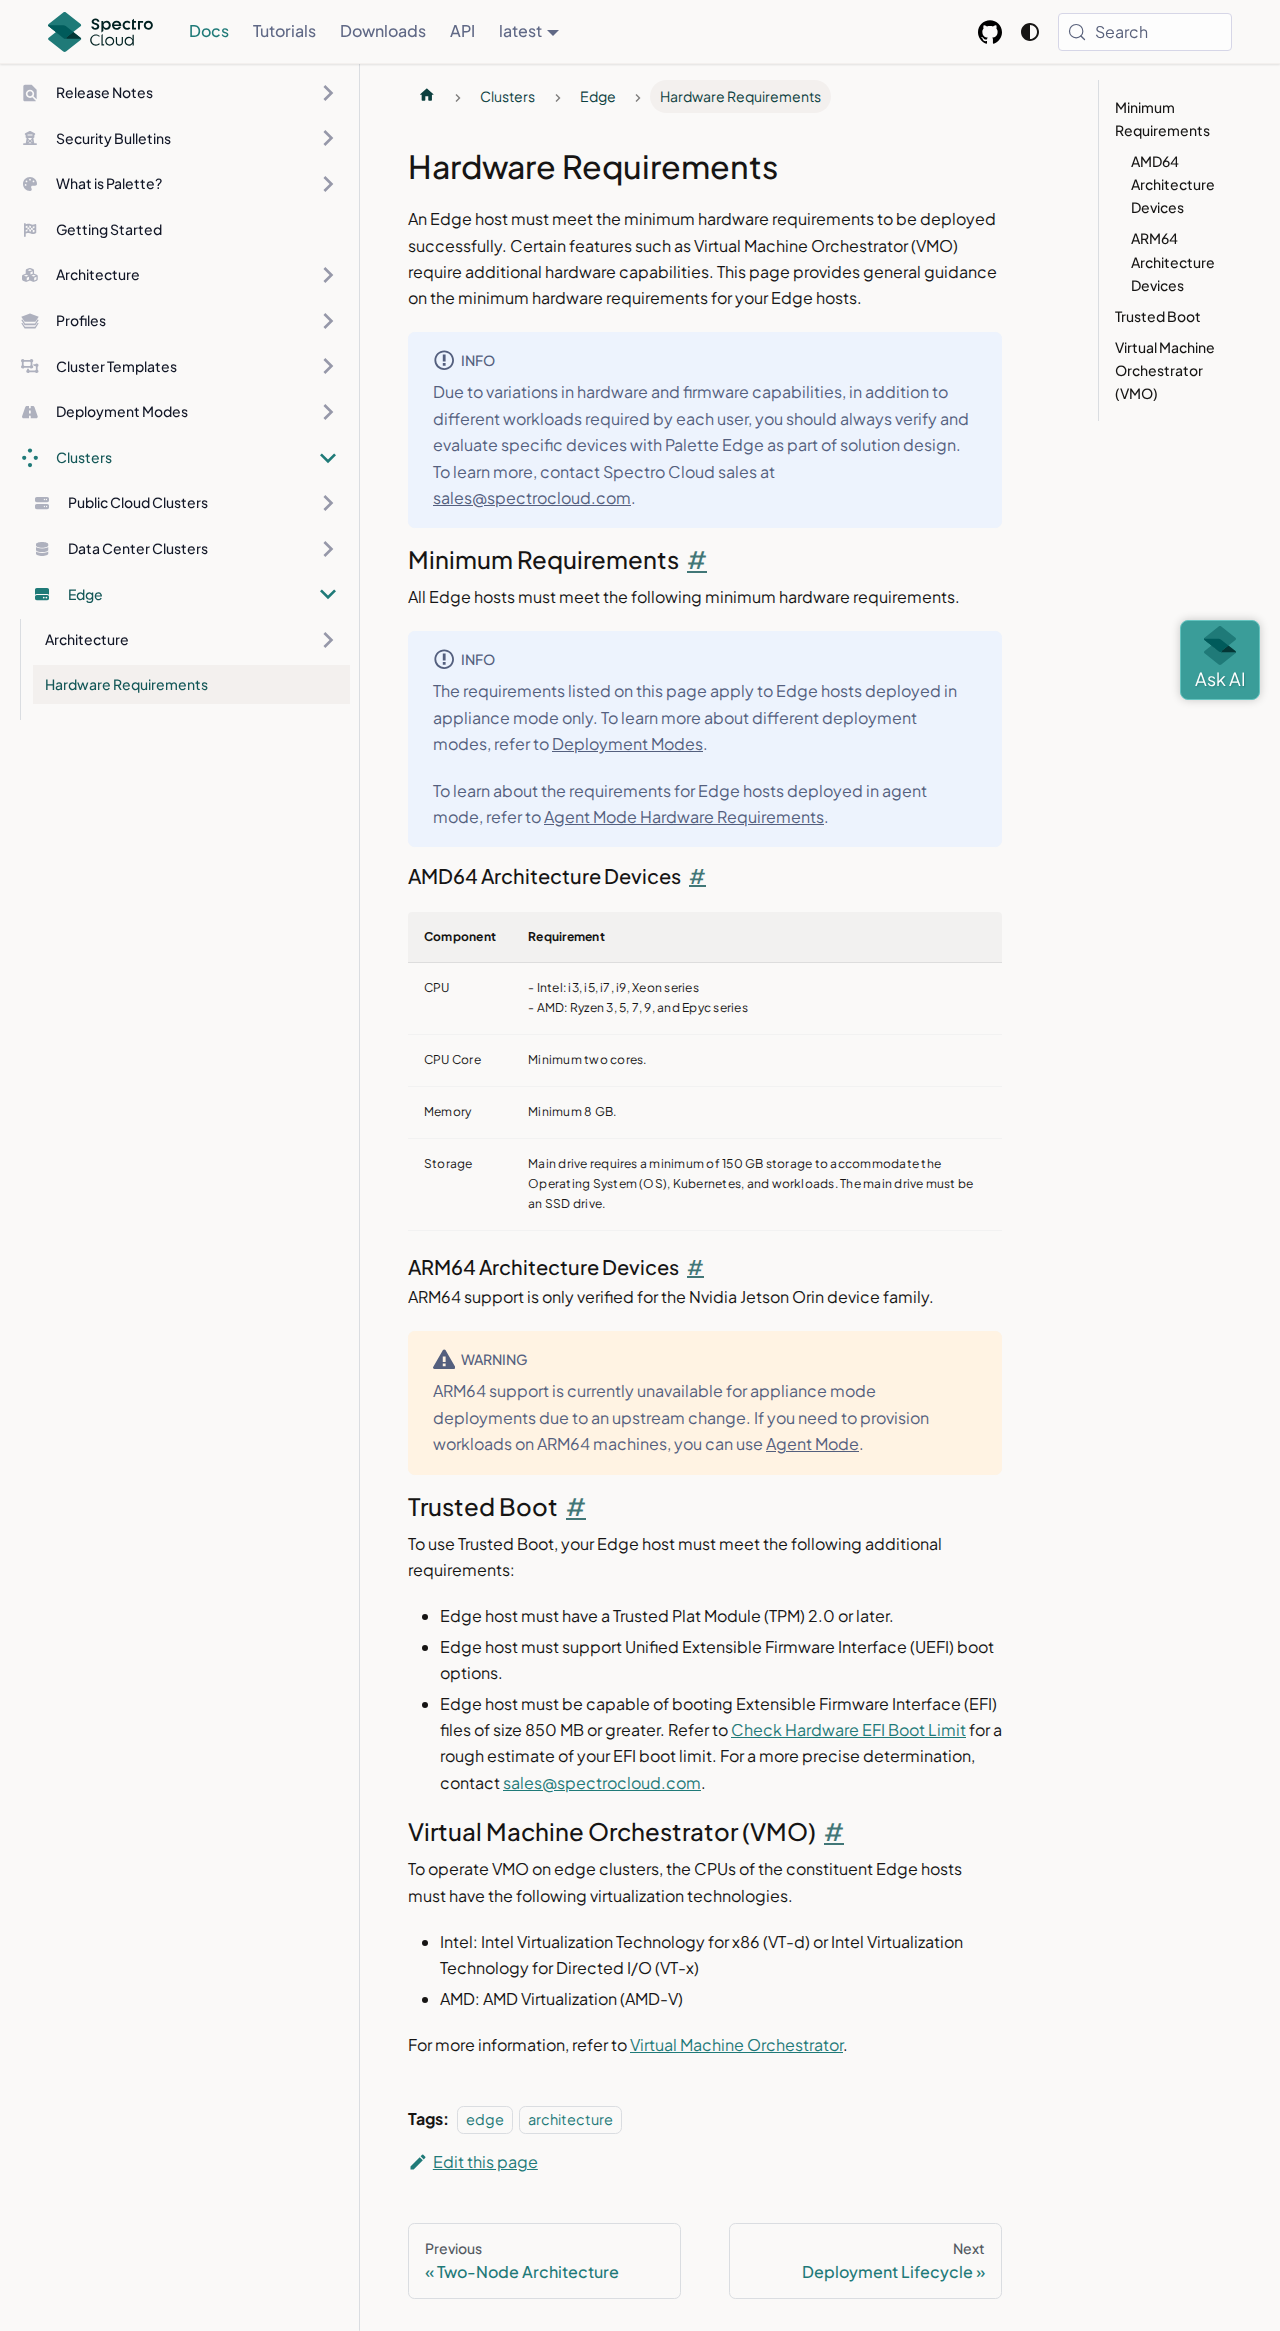 Spectro Cloud
Docs
Tutorials
Downloads
API
latest
Search
Release Notes
Security Bulletins
What is Palette?
Getting Started
Architecture
Profiles
Cluster Templates
Deployment Modes
Clusters
Public Cloud Clusters
Data Center Clusters
Edge
Architecture
Hardware Requirements
Clusters
Edge
Hardware Requirements
Hardware Requirements
An Edge host must meet the minimum hardware requirements to be deployed
successfully. Certain features such as Virtual Machine Orchestrator (VMO)
require additional hardware capabilities. This page provides general guidance
on the minimum hardware requirements for your Edge hosts.
INFO
Due to variations in hardware and firmware capabilities, in addition to
different workloads required by each user, you should always verify and
evaluate specific devices with Palette Edge as part of solution design.
To learn more, contact Spectro Cloud sales at
sales@spectrocloud.com.
Minimum Requirements #
All Edge hosts must meet the following minimum hardware requirements.
INFO
The requirements listed on this page apply to Edge hosts deployed in
appliance mode only. To learn more about different deployment
modes, refer to Deployment Modes.
To learn about the requirements for Edge hosts deployed in agent
mode, refer to Agent Mode Hardware Requirements.
AMD64 Architecture Devices #
Component Requirement
CPU - Intel: i3, i5, i7, i9, Xeon series
- AMD: Ryzen 3, 5, 7, 9, and Epyc series
CPU Core Minimum two cores.
Memory Minimum 8 GB.
Storage Main drive requires a minimum of 150 GB storage to accommodate the
Operating System (OS), Kubernetes, and workloads. The main drive must be
an SSD drive.
ARM64 Architecture Devices #
ARM64 support is only verified for the Nvidia Jetson Orin device family.
WARNING
ARM64 support is currently unavailable for appliance mode
deployments due to an upstream change. If you need to provision
workloads on ARM64 machines, you can use Agent Mode.
Trusted Boot #
To use Trusted Boot, your Edge host must meet the following additional
requirements:
Edge host must have a Trusted Plat Module (TPM) 2.0 or later.
Edge host must support Unified Extensible Firmware Interface (UEFI) boot
options.
Edge host must be capable of booting Extensible Firmware Interface (EFI)
files of size 850 MB or greater. Refer to Check Hardware EFI Boot Limit for a
rough estimate of your EFI boot limit. For a more precise determination,
contact sales@spectrocloud.com.
Virtual Machine Orchestrator (VMO) #
To operate VMO on edge clusters, the CPUs of the constituent Edge hosts
must have the following virtualization technologies.
Intel: Intel Virtualization Technology for x86 (VT-d) or Intel Virtualization
Technology for Directed I/O (VT-x)
AMD: AMD Virtualization (AMD-V)
For more information, refer to Virtual Machine Orchestrator.
Tags: edge architecture
Edit this page
Previous
« Two-Node Architecture
Next
Deployment Lifecycle »
Minimum
Requirements
AMD64
Architecture
Devices
ARM64
Architecture
Devices
Trusted Boot
Virtual Machine
Orchestrator
(VMO)
Ask AI